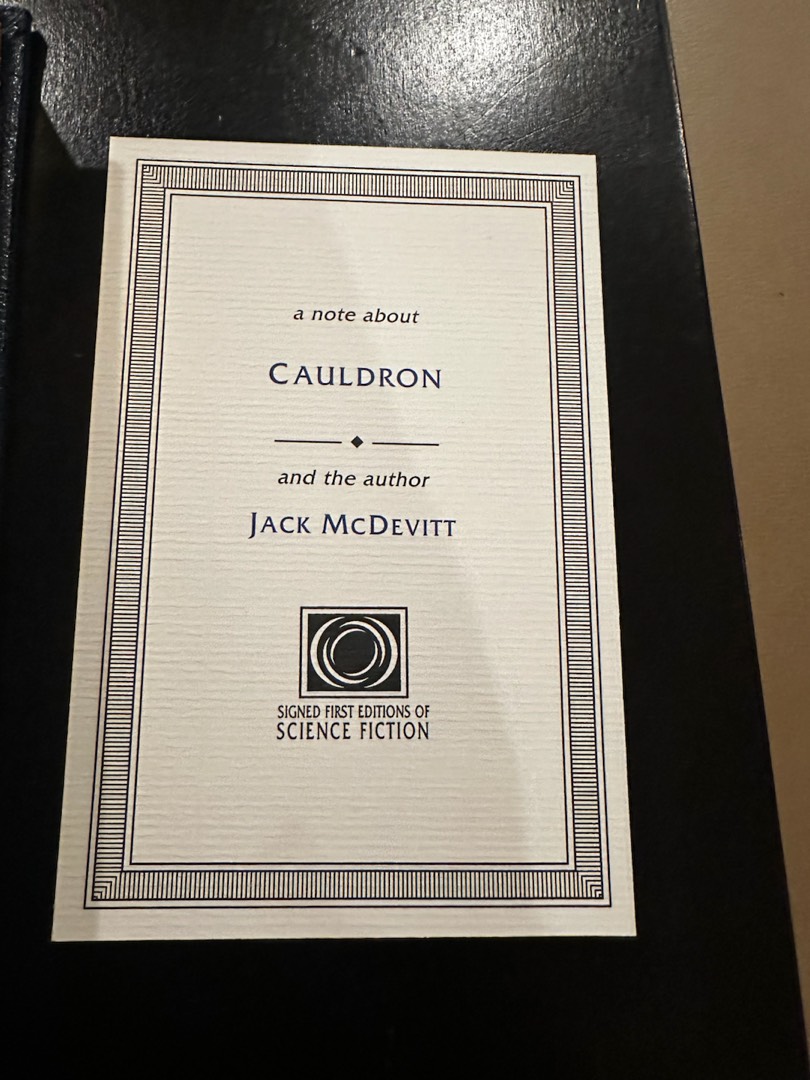 a note about
CAULDRON
and the author
JACK MCDEVITT
SIGNED FIRST EDITIONS OF
SCIENCE FICTION